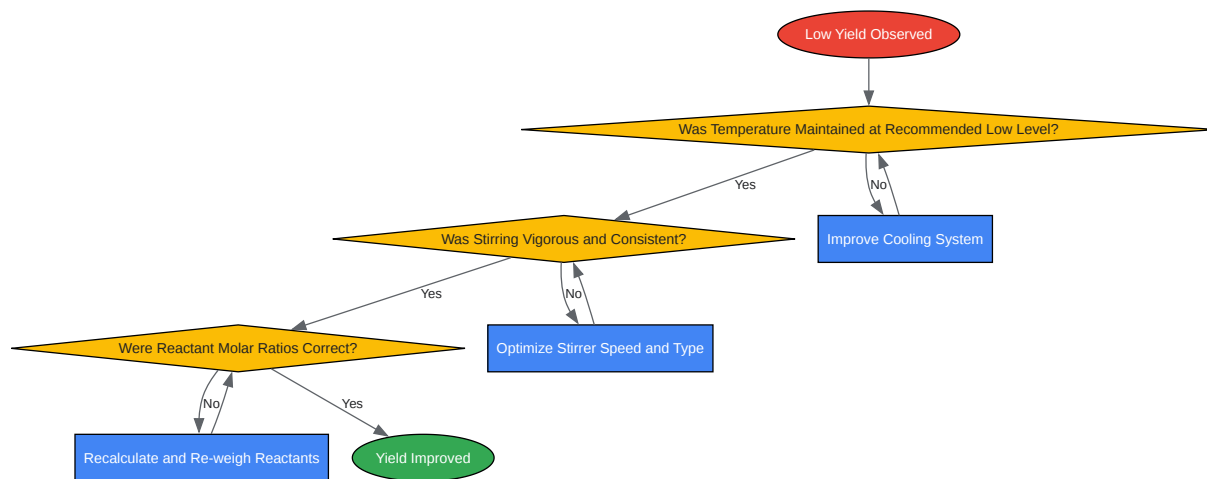 Low Yield Observed
Was Temperature Maintained at Recommended Low Level?
Yes
No
Was Stirring Vigorous and Consistent?
Improve Cooling System
Yes
No
Were Reactant Molar Ratios Correct?
Optimize Stirrer Speed and Type
No
Yes
Recalculate and Re-weigh Reactants
Yield Improved